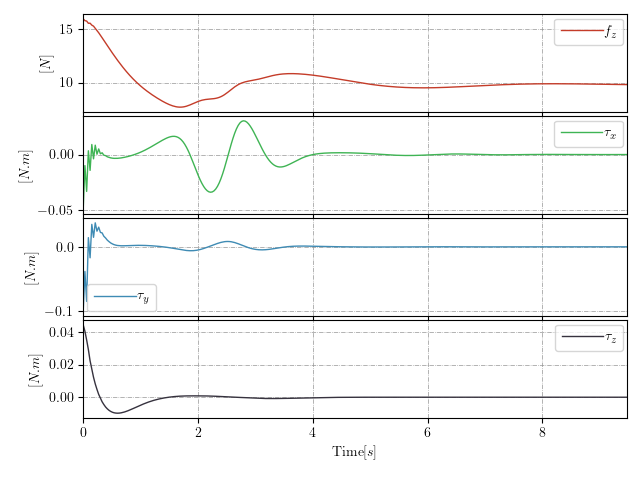 15
10
[N]
f_z
0.00
−0.05
[N.m]
τ_x
0.0
−0.1
[N.m]
τ_y
0.04
0.02
0.00
[N.m]
τ_z
0 2 4 6 8
Time[s]